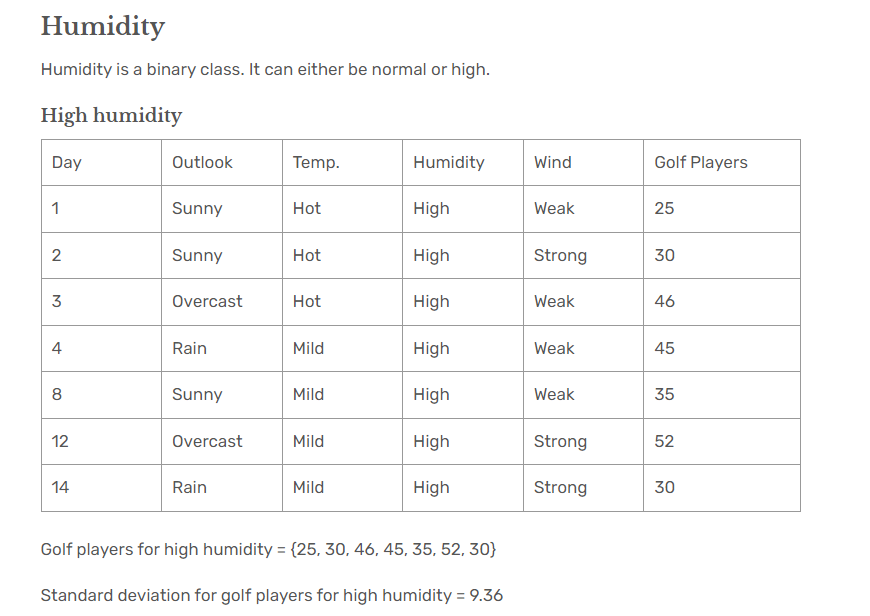 Humidity
Humidity is a binary class. It can either be normal or high.
High humidity
Day Outlook Temp. Humidity Wind Golf Players
1 Sunny Hot High Weak 25
2 Sunny Hot High Strong 30
3 Overcast Hot High Weak 46
4 Rain Mild High Weak 45
8 Sunny Mild High Weak 35
12 Overcast Mild High Strong 52
14 Rain Mild High Strong 30
Golf players for high humidity = {25, 30, 46, 45, 35, 52, 30}
Standard deviation for golf players for high humidity = 9.36